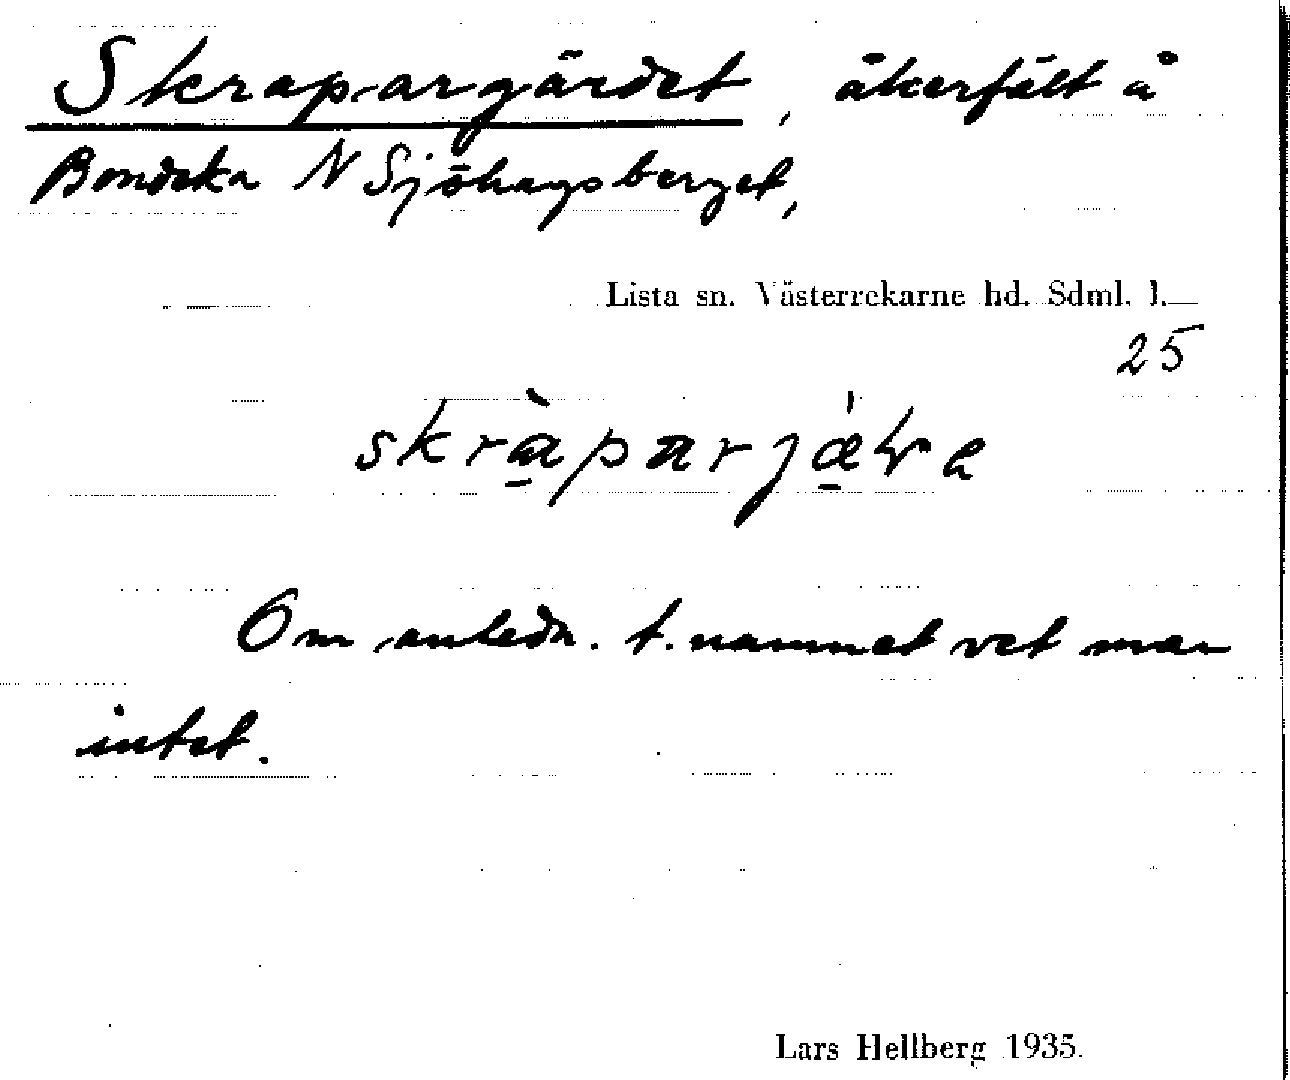 Skrapargärdet, åkerfält å
Bondeka N Sjöhagsberget,
Lista sn. Västerrekarne hd. Sdml. l.
25
Om anledn. t. namnet vet man
intet.
Lars Hellberg 1935.